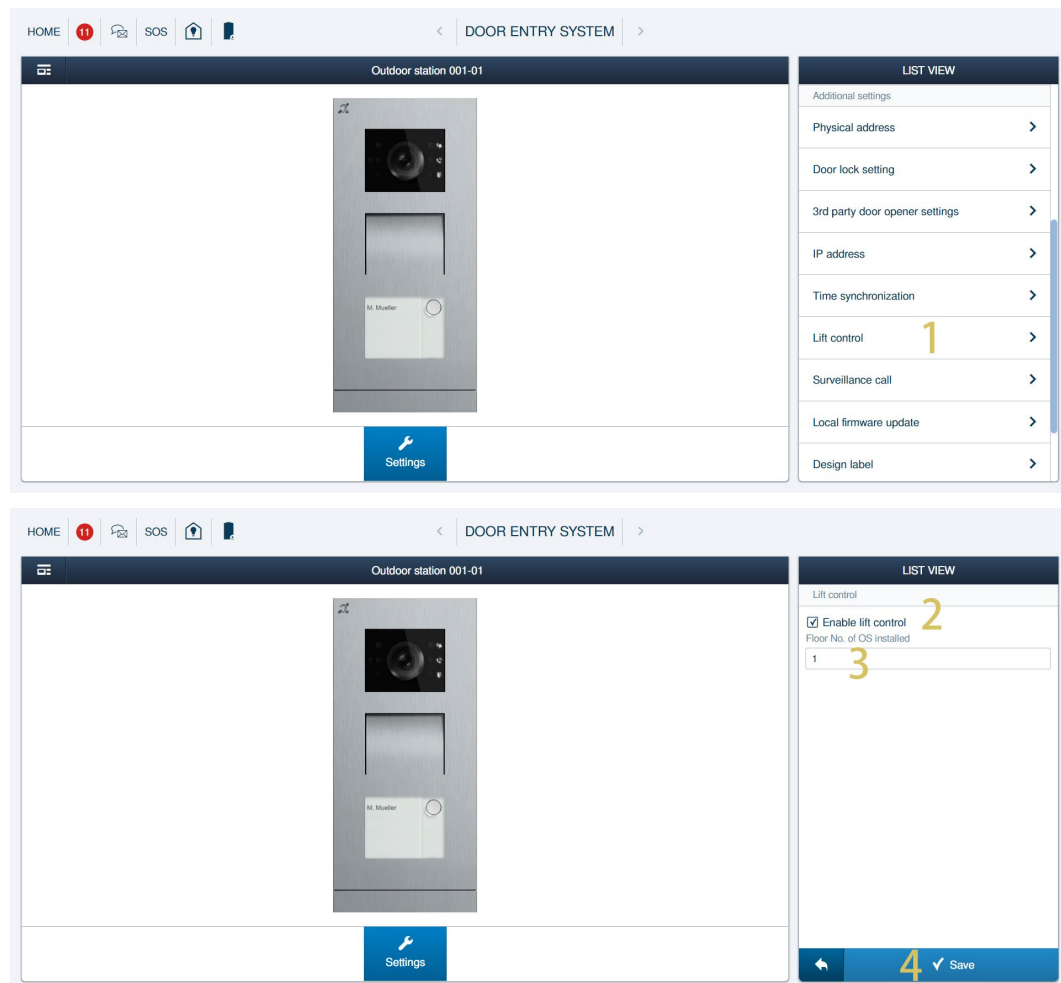 HOME 11 SOS DOOR ENTRY SYSTEM
Outdoor station 001-01
M. Mueller
Settings
LIST VIEW
Additional settings
Physical address
Door lock setting
3rd party door opener settings
IP address
Time synchronization
Lift control 1
Surveillance call
Local firmware update
Design label
HOME 11 SOS DOOR ENTRY SYSTEM
Outdoor station 001-01
M. Mueller
Settings
LIST VIEW
Lift control
Enable lift control 2
Floor No. of OS installed
1 3
4 Save